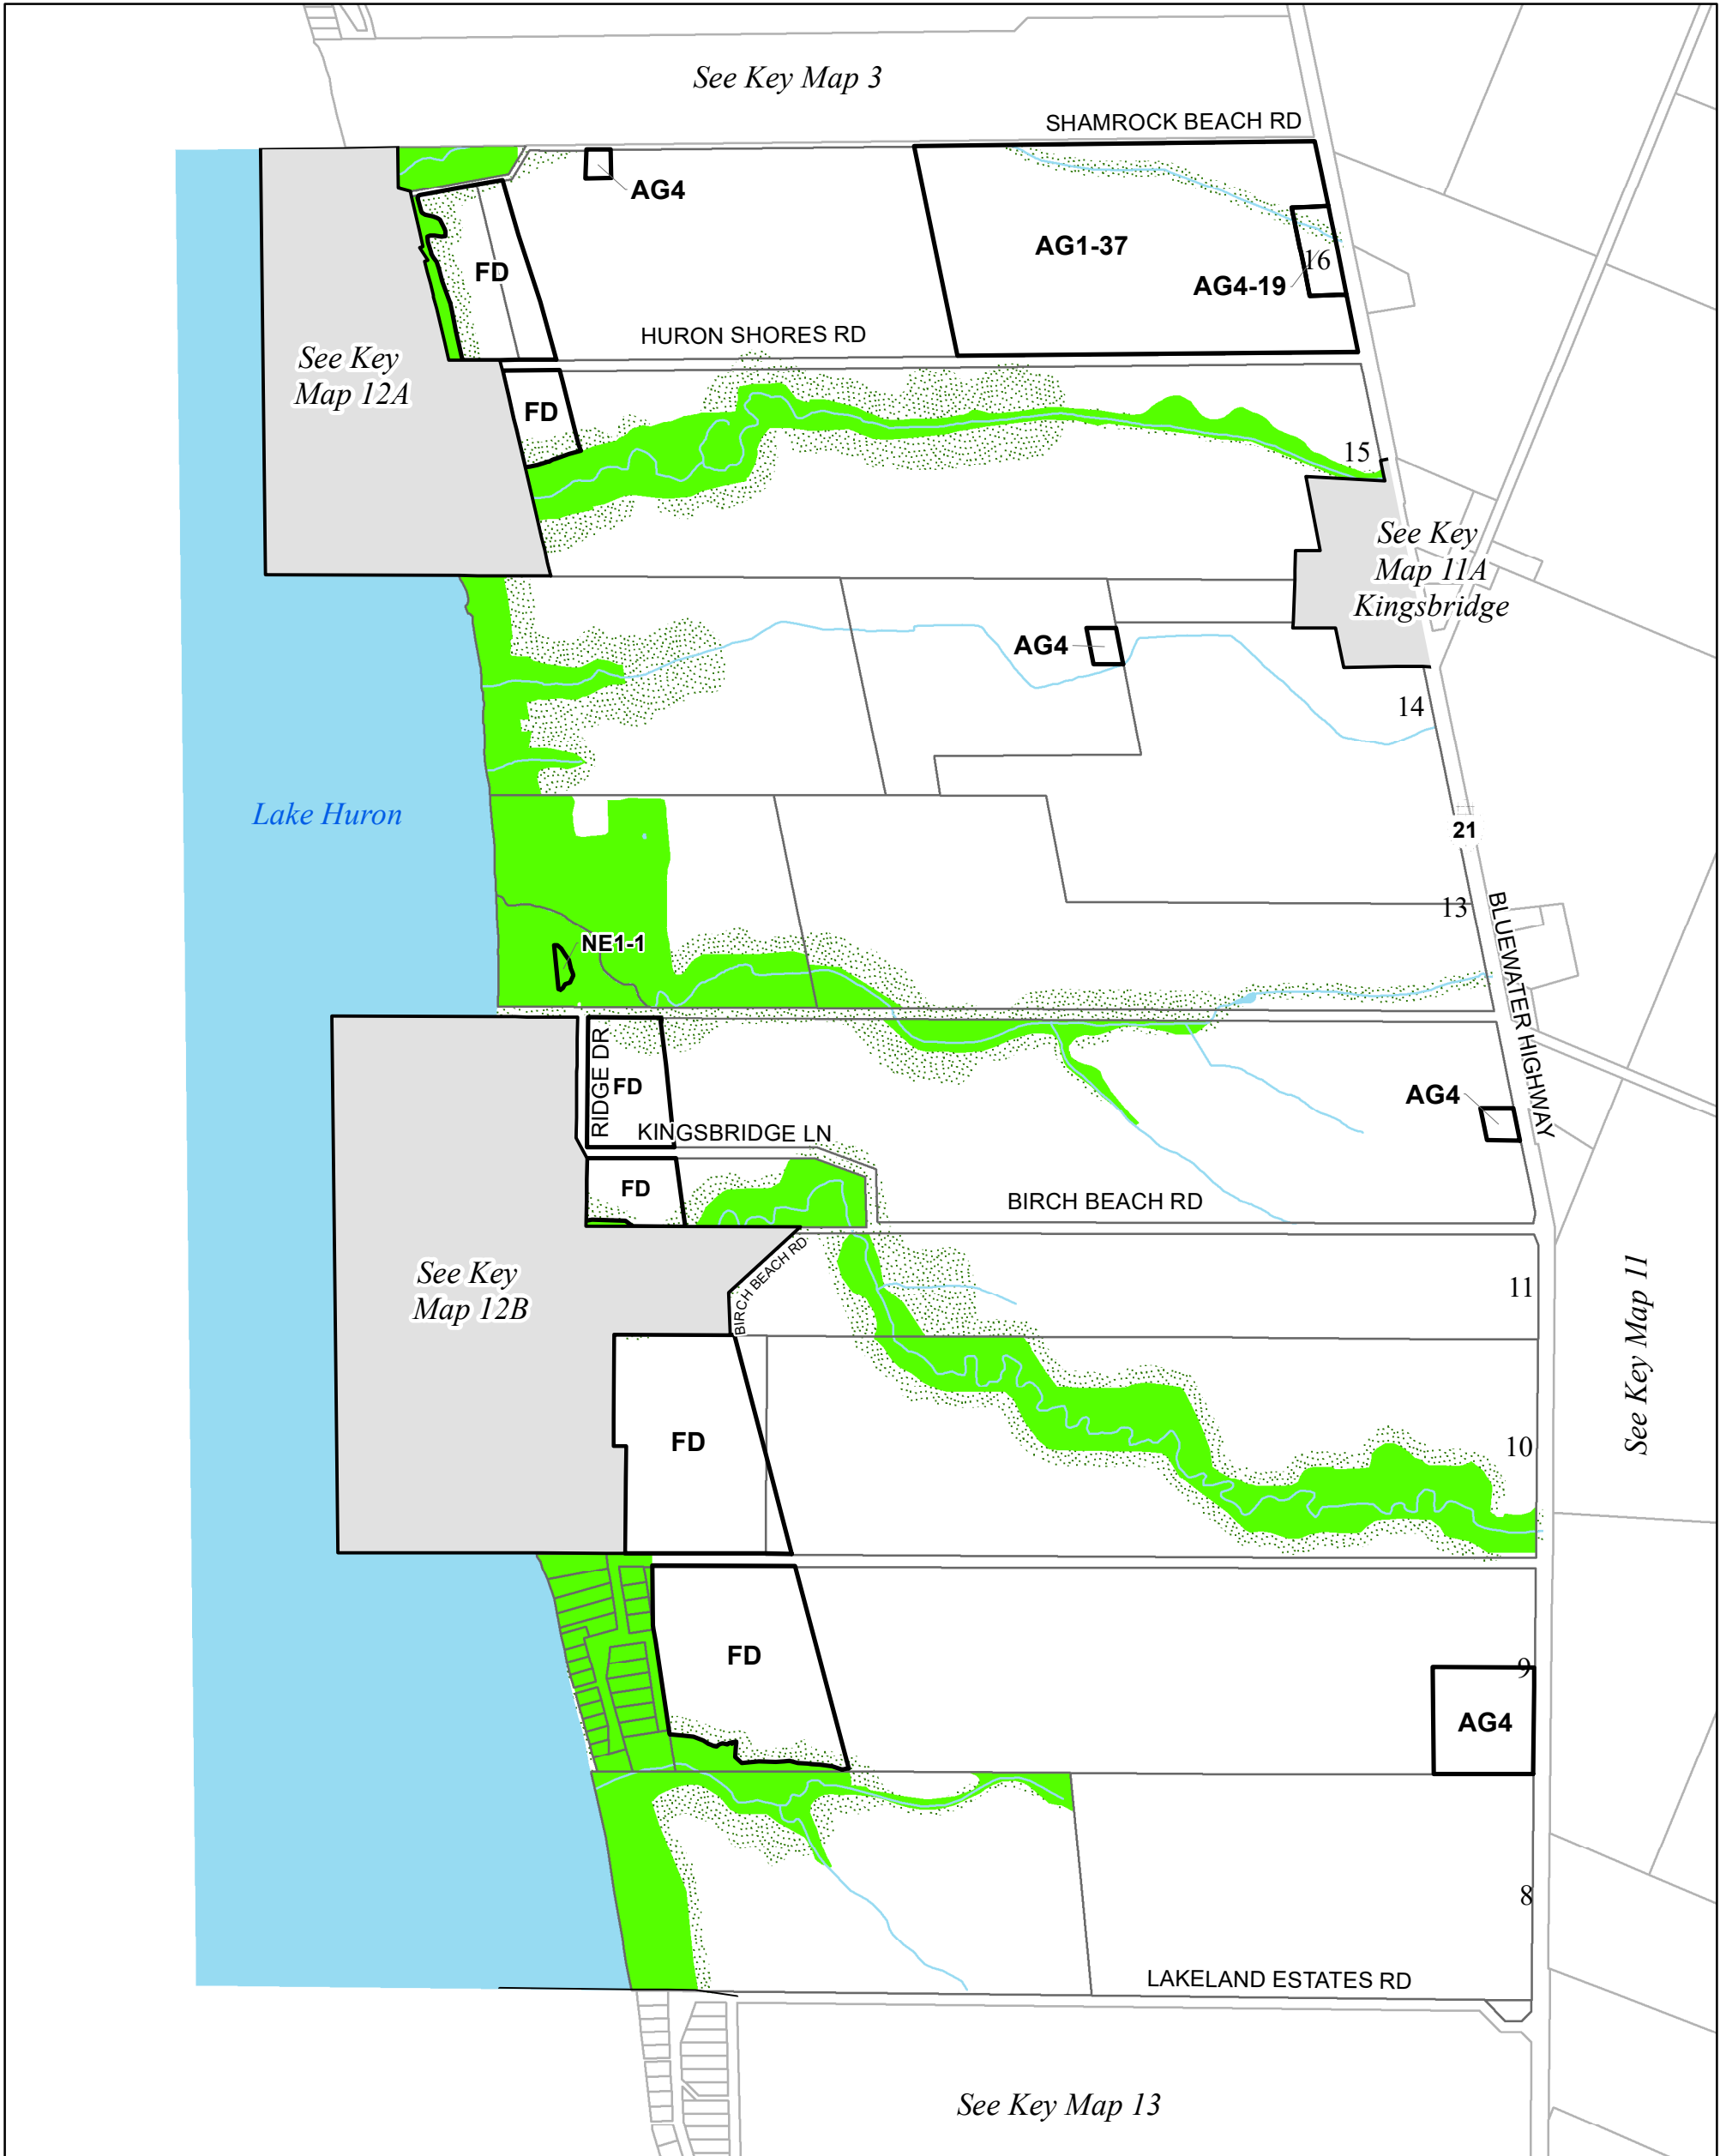 See Key Map 3
SHAMROCK BEACH RD
AG4
AG1-37
16
AG4-19
FD
HURON SHORES RD
See Key
Map 12A
FD
15
See Key
Map 11A
Kingsbridge
AG4
14
Lake Huron
21
13
BLUEWATER HIGHWAY
NE1-1
RIDGE DR
FD
AG4
KINGSBRIDGE LN
FD
BIRCH BEACH RD
See Key
Map 12B
BIRCH BEACH RD
11
See Key Map 11
FD
10
FD
9
AG4
8
LAKELAND ESTATES RD
See Key Map 13